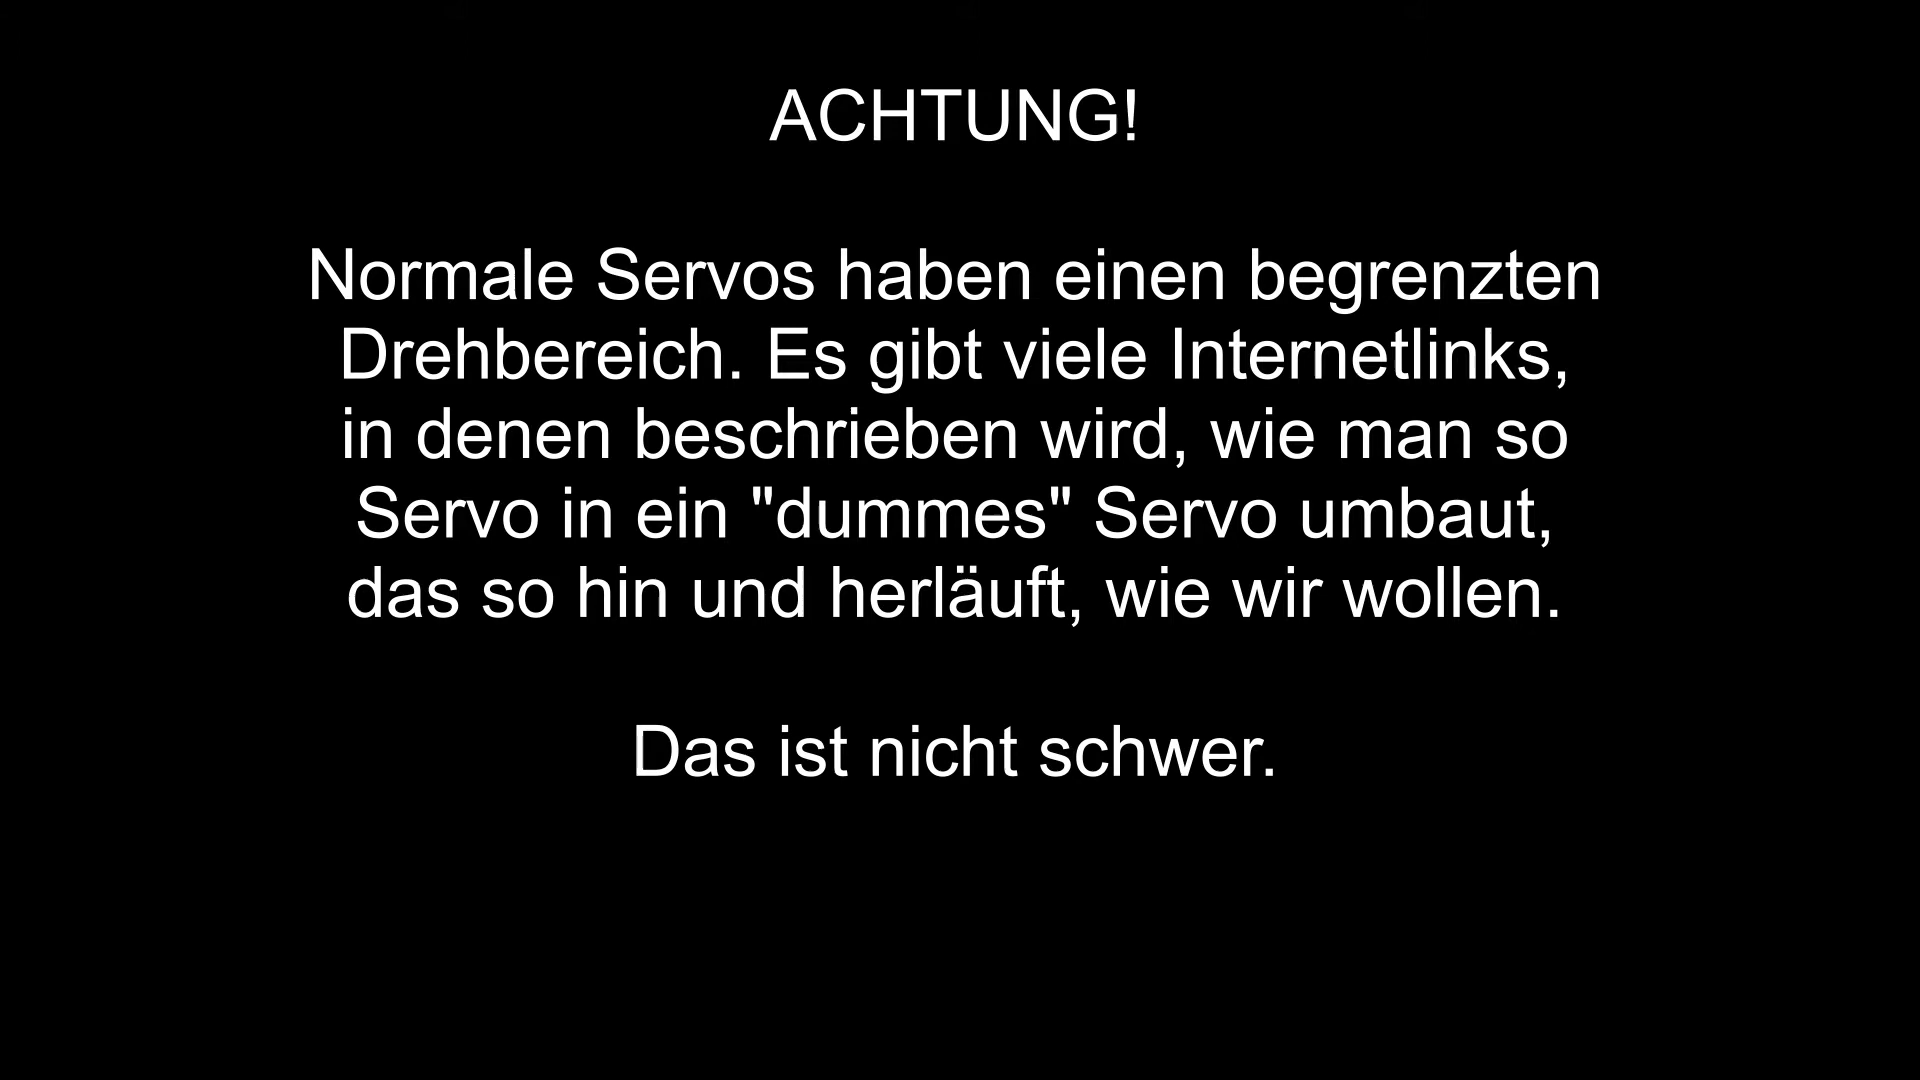 ACHTUNG!
Normale Servos haben einen begrenzten
Drehbereich. Es gibt viele Internetlinks,
in denen beschrieben wird, wie man so
Servo in ein "dummes" Servo umbaut,
das so hin und herläuft, wie wir wollen.
Das ist nicht schwer.